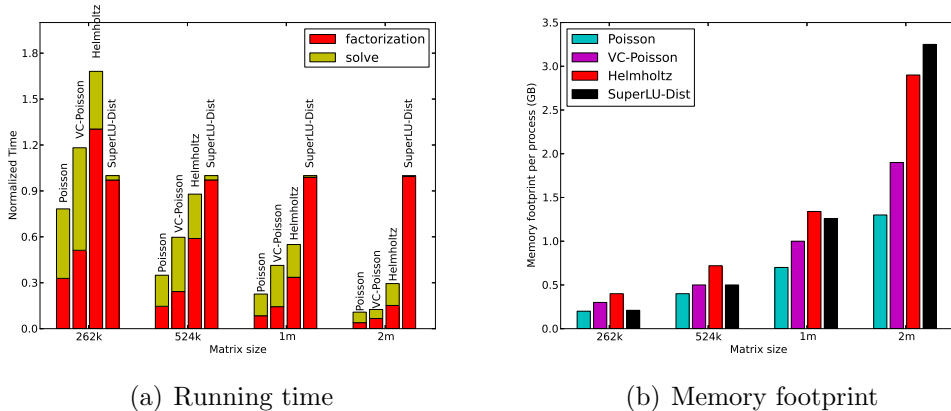 1.8
1.5
1.2
0.9
0.6
0.3
0.0
Normalized Time
factorization
solve
Poisson
VC-Poisson
Helmholtz
SuperLU-Dist
Poisson
VC-Poisson
Helmholtz
SuperLU-Dist
Poisson
VC-Poisson
Helmholtz
SuperLU-Dist
Poisson
VC-Poisson
Helmholtz
SuperLU-Dist
262k 524k 1m 2m
Matrix size
(a) Running time
3.5
3.0
2.5
2.0
1.5
1.0
0.5
0.0
Memory footprint per process (GB)
Poisson
VC-Poisson
Helmholtz
SuperLU-Dist
262k 524k 1m 2m
Matrix size
(b) Memory footprint